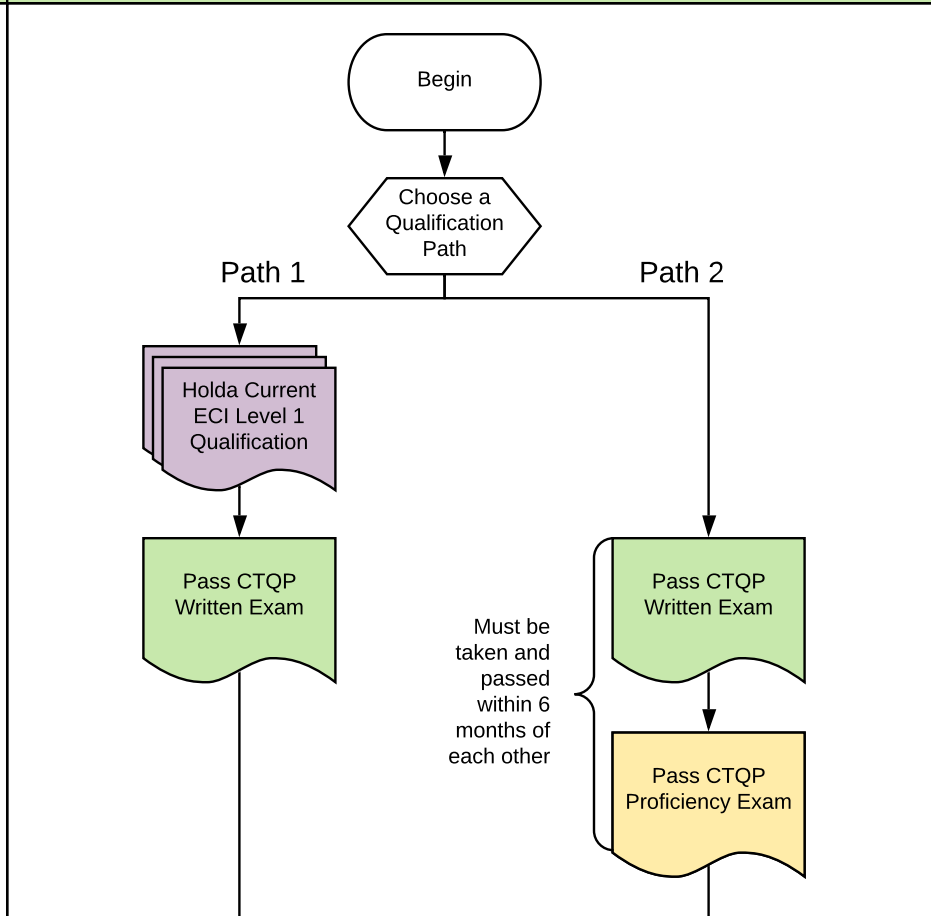 Begin
Choose a
Qualification
Path
Path 1
Path 2
Holda Current
ECI Level 1
Qualification
Pass CTQP
Written Exam
Must be
taken and
passed
within 6
months of
each other
Pass CTQP
Written Exam
Pass CTQP
Proficiency Exam